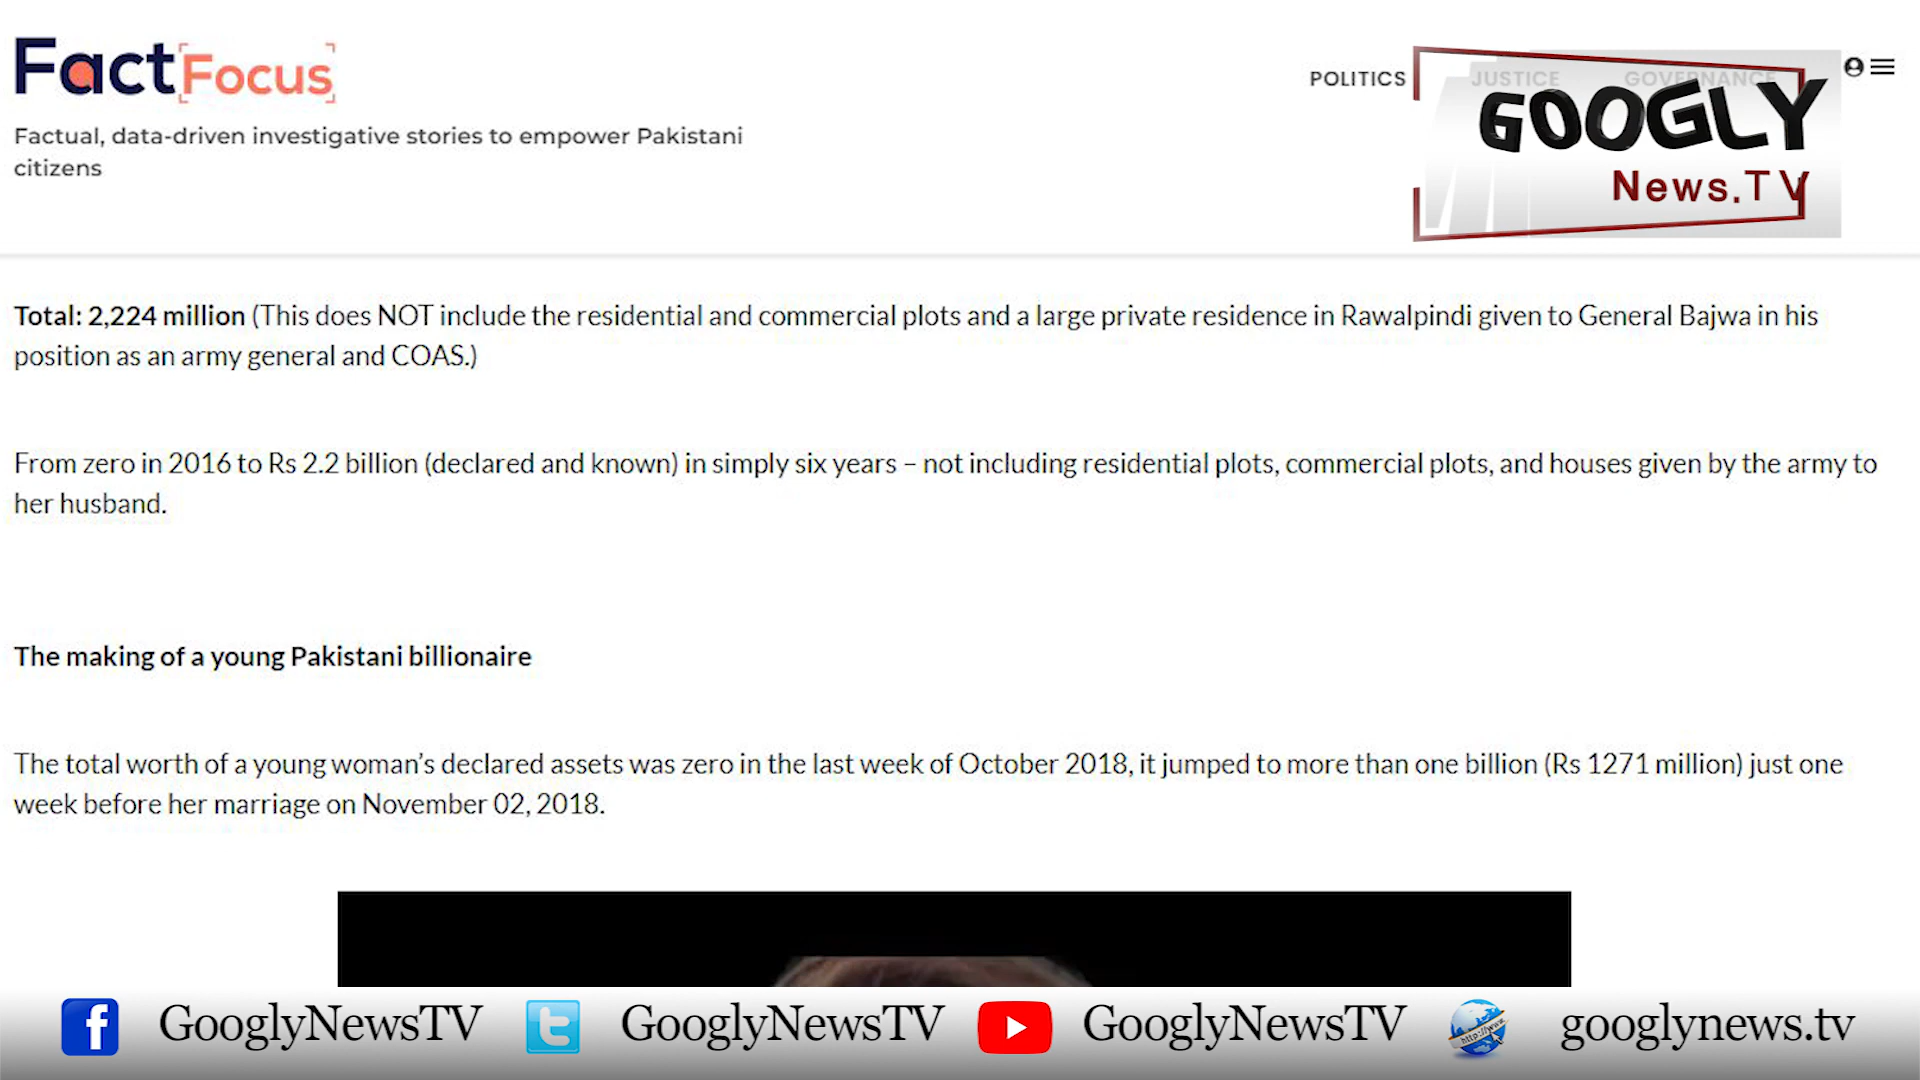 FactFocus
Factual, data-driven investigative stories to empower Pakistani
citizens
POLITICS JUSTICE GOVERNANCE
GOOGLY
News.TV
Total: 2,224 million (This does NOT include the residential and commercial plots and a large private residence in Rawalpindi given to General Bajwa in his
position as an army general and COAS.)
From zero in 2016 to Rs 2.2 billion (declared and known) in simply six years – not including residential plots, commercial plots, and houses given by the army to
her husband.
The making of a young Pakistani billionaire
The total worth of a young woman’s declared assets was zero in the last week of October 2018, it jumped to more than one billion (Rs 1271 million) just one
week before her marriage on November 02, 2018.
GooglyNewsTV GooglyNewsTV GooglyNewsTV googlynews.tv